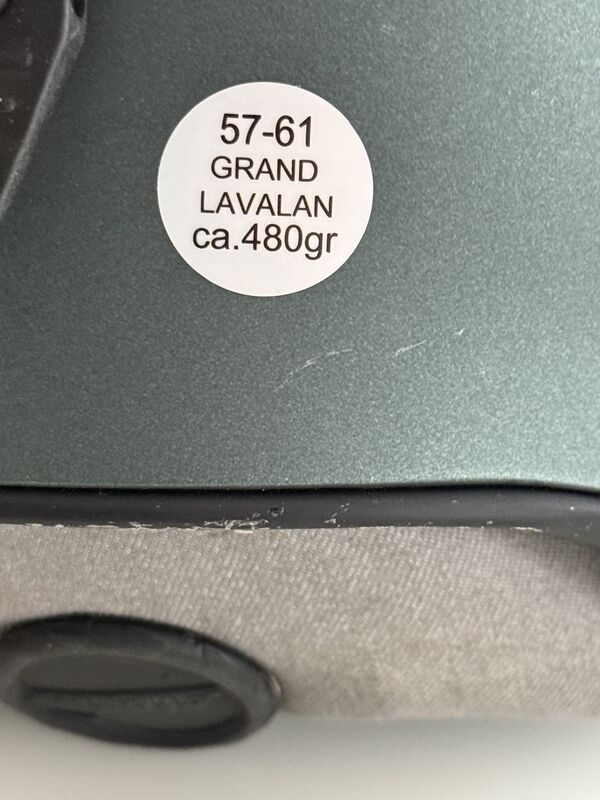 57-61
GRAND
LAVALAN
ca.480gr